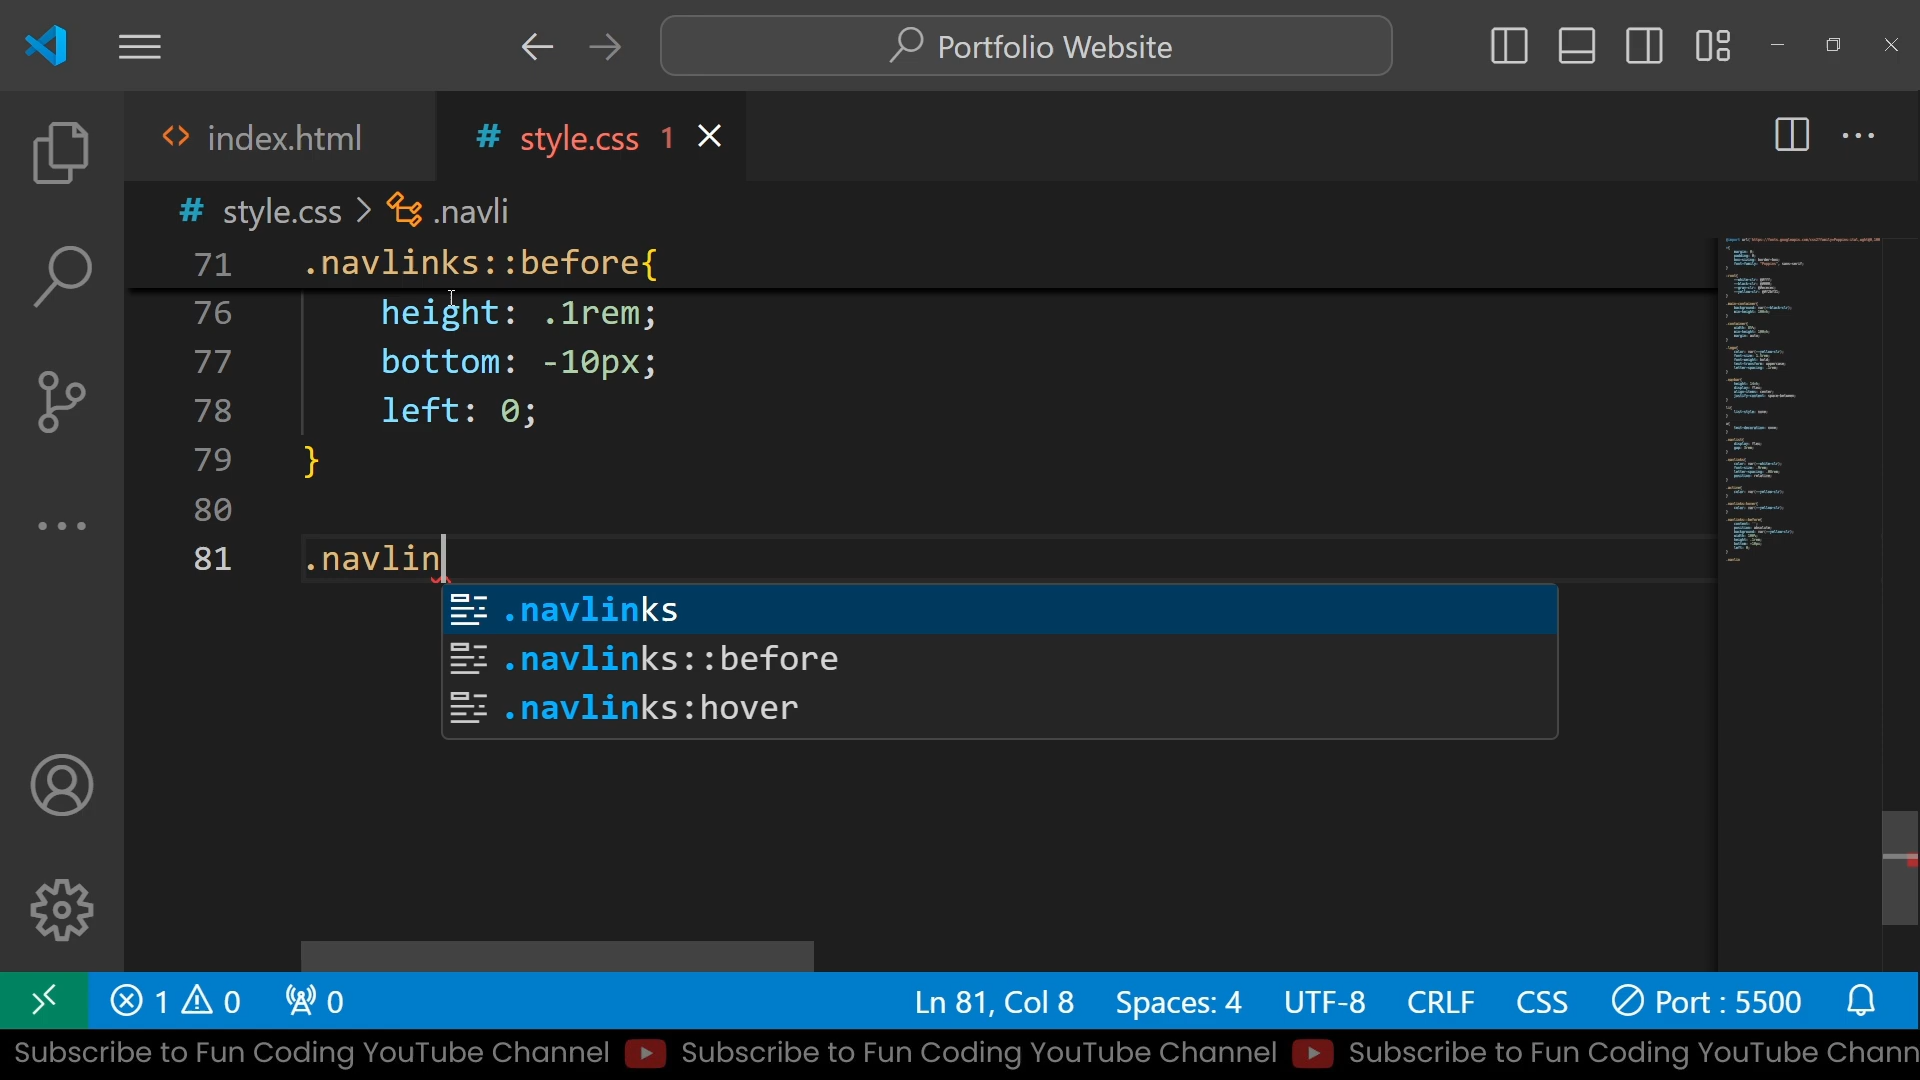 Portfolio Website
index.html
# style.css 1
# style.css > .navli
71 .navlinks::before{
76 height: .1rem;
77 bottom: -10px;
78 left: 0;
79 }
80
81 .navlin
.navlinks
.navlinks::before
.navlinks:hover
1 0 0 Ln 81, Col 8 Spaces: 4 UTF-8 CRLF CSS Port : 5500
Subscribe to Fun Coding YouTube Channel Subscribe to Fun Coding YouTube Channel Subscribe to Fun Coding YouTube Chann